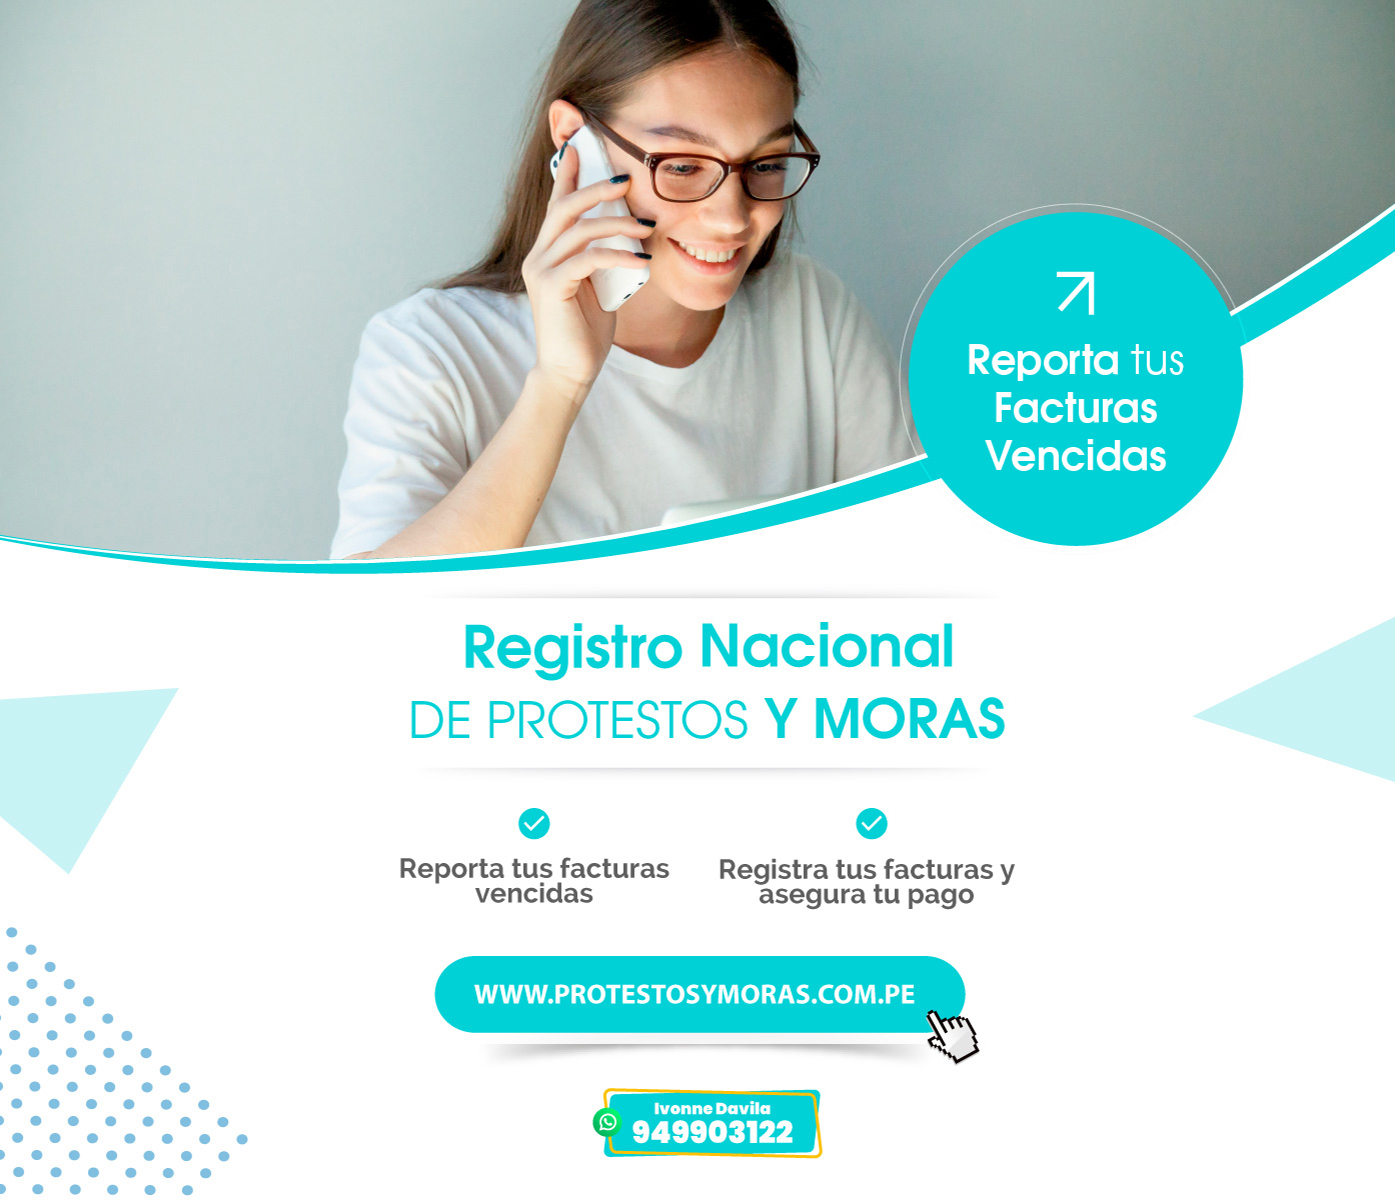 Reporta tus
Facturas
Vencidas
Registro Nacional
DE PROTESTOS Y MORAS
Reporta tus facturas
vencidas
Registra tus facturas y
asegura tu pago
WWW.PROTESTOSYMORAS.COM.PE
Ivonne Davila
949903122